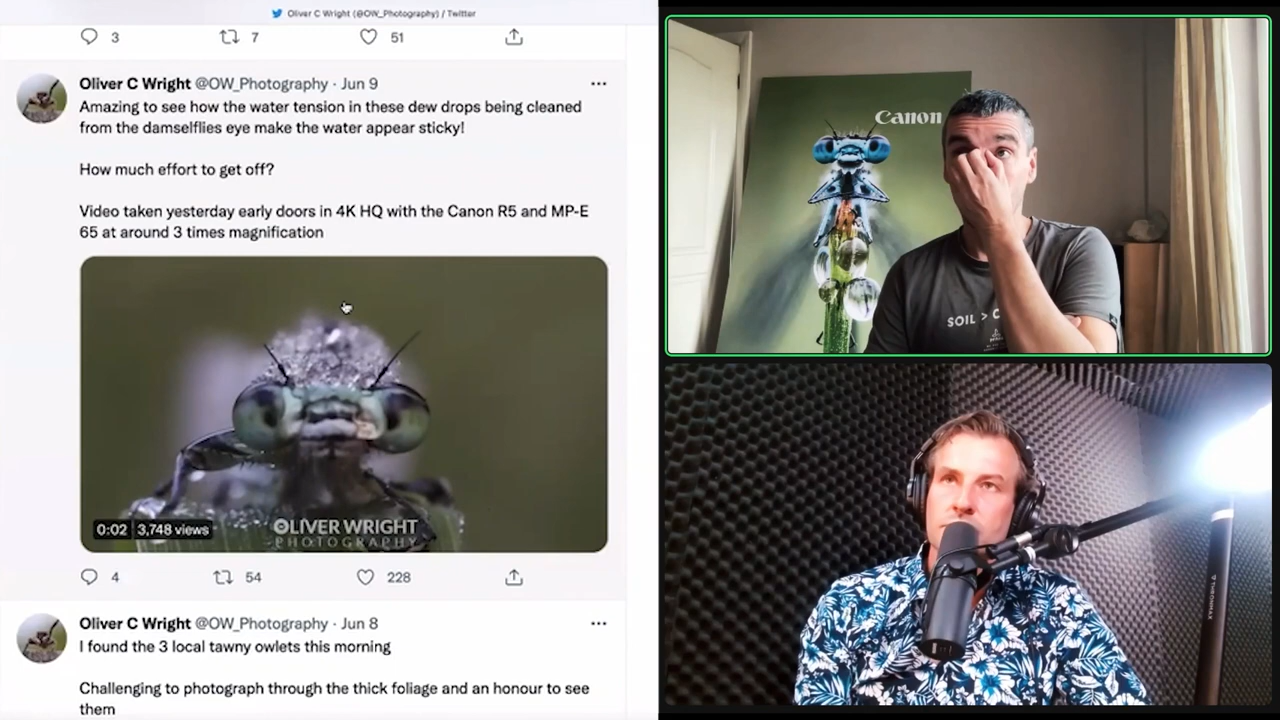 Oliver C Wright (@OW_Photography) / Twitter
3 7 51
Oliver C Wright @OW_Photography · Jun 9
Amazing to see how the water tension in these dew drops being cleaned
from the damselflies eye make the water appear sticky!
How much effort to get off?
Video taken yesterday early doors in 4K HQ with the Canon R5 and MP-E
65 at around 3 times magnification
0:02 3,748 views
OLIVER WRIGHT
PHOTOGRAPHY
4 54 228
Oliver C Wright @OW_Photography · Jun 8
I found the 3 local tawny owlets this morning
Challenging to photograph through the thick foliage and an honour to see
them
Canon
SOIL >
THRONMAX